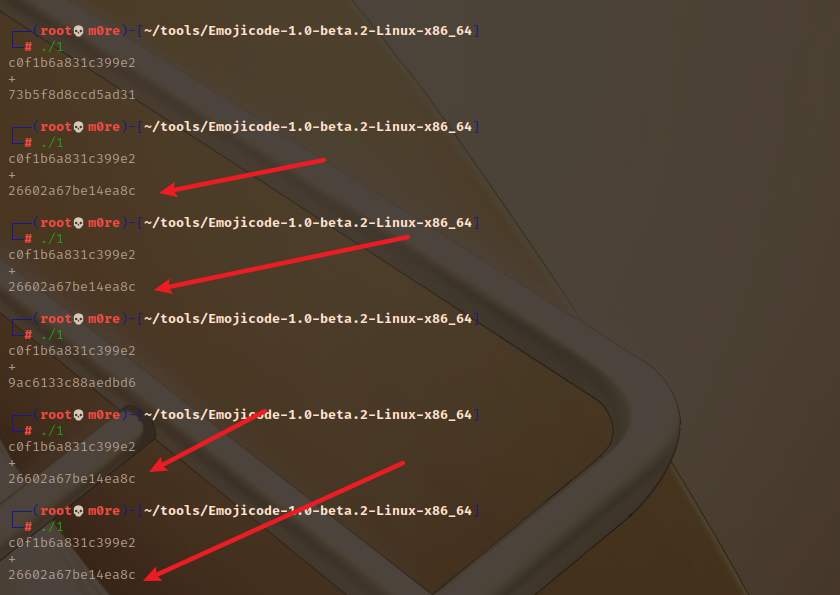 (root💀m0re)-[~/tools/Emojicode-1.0-beta.2-Linux-x86_64]
# ./1
c0f1b6a831c399e2
+
73b5f8d8ccd5ad31
(root💀m0re)-[~/tools/Emojicode-1.0-beta.2-Linux-x86_64]
# ./1
c0f1b6a831c399e2
+
26602a67be14ea8c
(root💀m0re)-[~/tools/Emojicode-1.0-beta.2-Linux-x86_64]
# ./1
c0f1b6a831c399e2
+
26602a67be14ea8c
(root💀m0re)-[~/tools/Emojicode-1.0-beta.2-Linux-x86_64]
# ./1
c0f1b6a831c399e2
+
9ac6133c88aedbd6
(root💀m0re)-[~/tools/Emojicode-1.0-beta.2-Linux-x86_64]
# ./1
c0f1b6a831c399e2
+
26602a67be14ea8c
(root💀m0re)-[~/tools/Emojicode-1.0-beta.2-Linux-x86_64]
# ./1
c0f1b6a831c399e2
+
26602a67be14ea8c